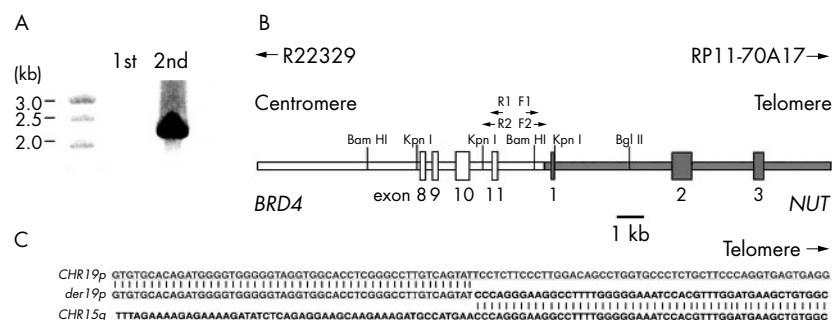 A
1st 2nd
(kb)
3.0
2.5
2.0
B
R22329 RP11-70A17
Centromere Telomere
R1 F1
R2 F2
Bam HI Kpn I Kpn I Bam HI Kpn I Bgl II
BRD4 exon 8 9 10 11 1 2 3 NUT
1 kb
Telomere
C
CHR19p GTGTGCACAGATGGGGTGGGGGTAGGTGGCACCTCGGGCCTTGTCAGTATTCCTCTTCCCTTGGACAGCCTGGTGCCCTCTGCTTCCCAGGTGAGTGAGG
der19p GTGTGCACAGATGGGGTGGGGGTAGGTGGCACCTCGGGCCTTGTCAGTATCCCAGGGAAGGCCTTTTGGGGGAAATCCACGTTTGGATGAAGCTGTGGC
CHR15q TTTAGAAAAGAGAAAAGATATCTCAGAGGAAGCAAGAAAGATGCCATGAACCCAGGGAAGGCCTTTTGGGGGAAATCCACGTTTGGATGAAGCTGTGGC